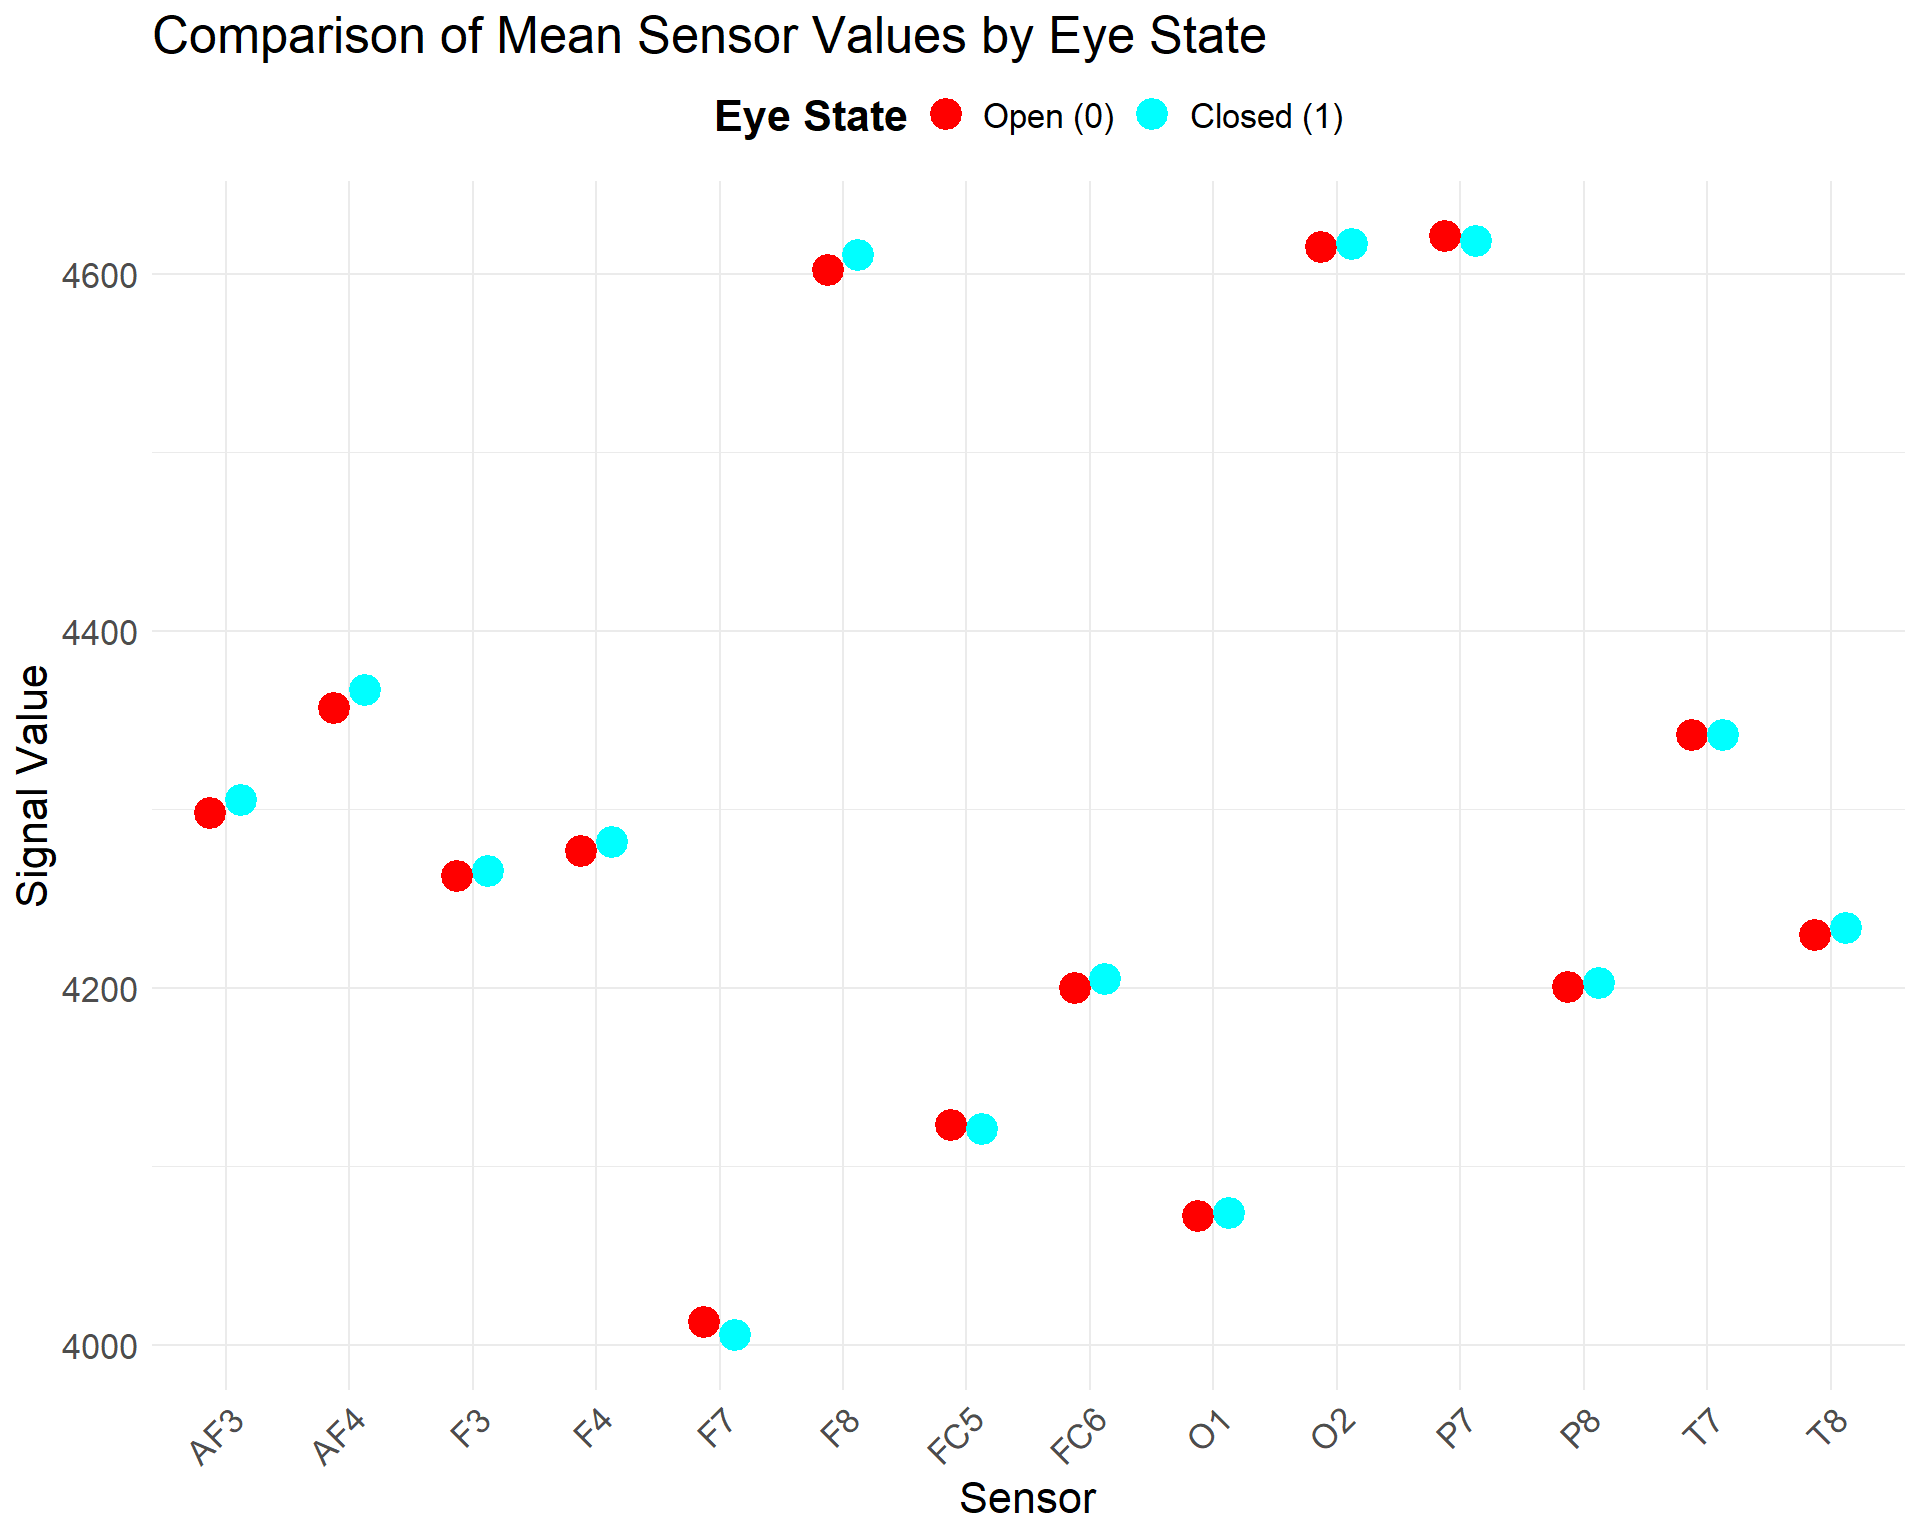 Comparison of Mean Sensor Values by Eye State
Eye State Open (0) Closed (1)
Signal Value
4600
4400
4200
4000
AF3 AF4 F3 F4 F7 F8 FC5 FC6 O1 O2 P7 P8 T7 T8
Sensor